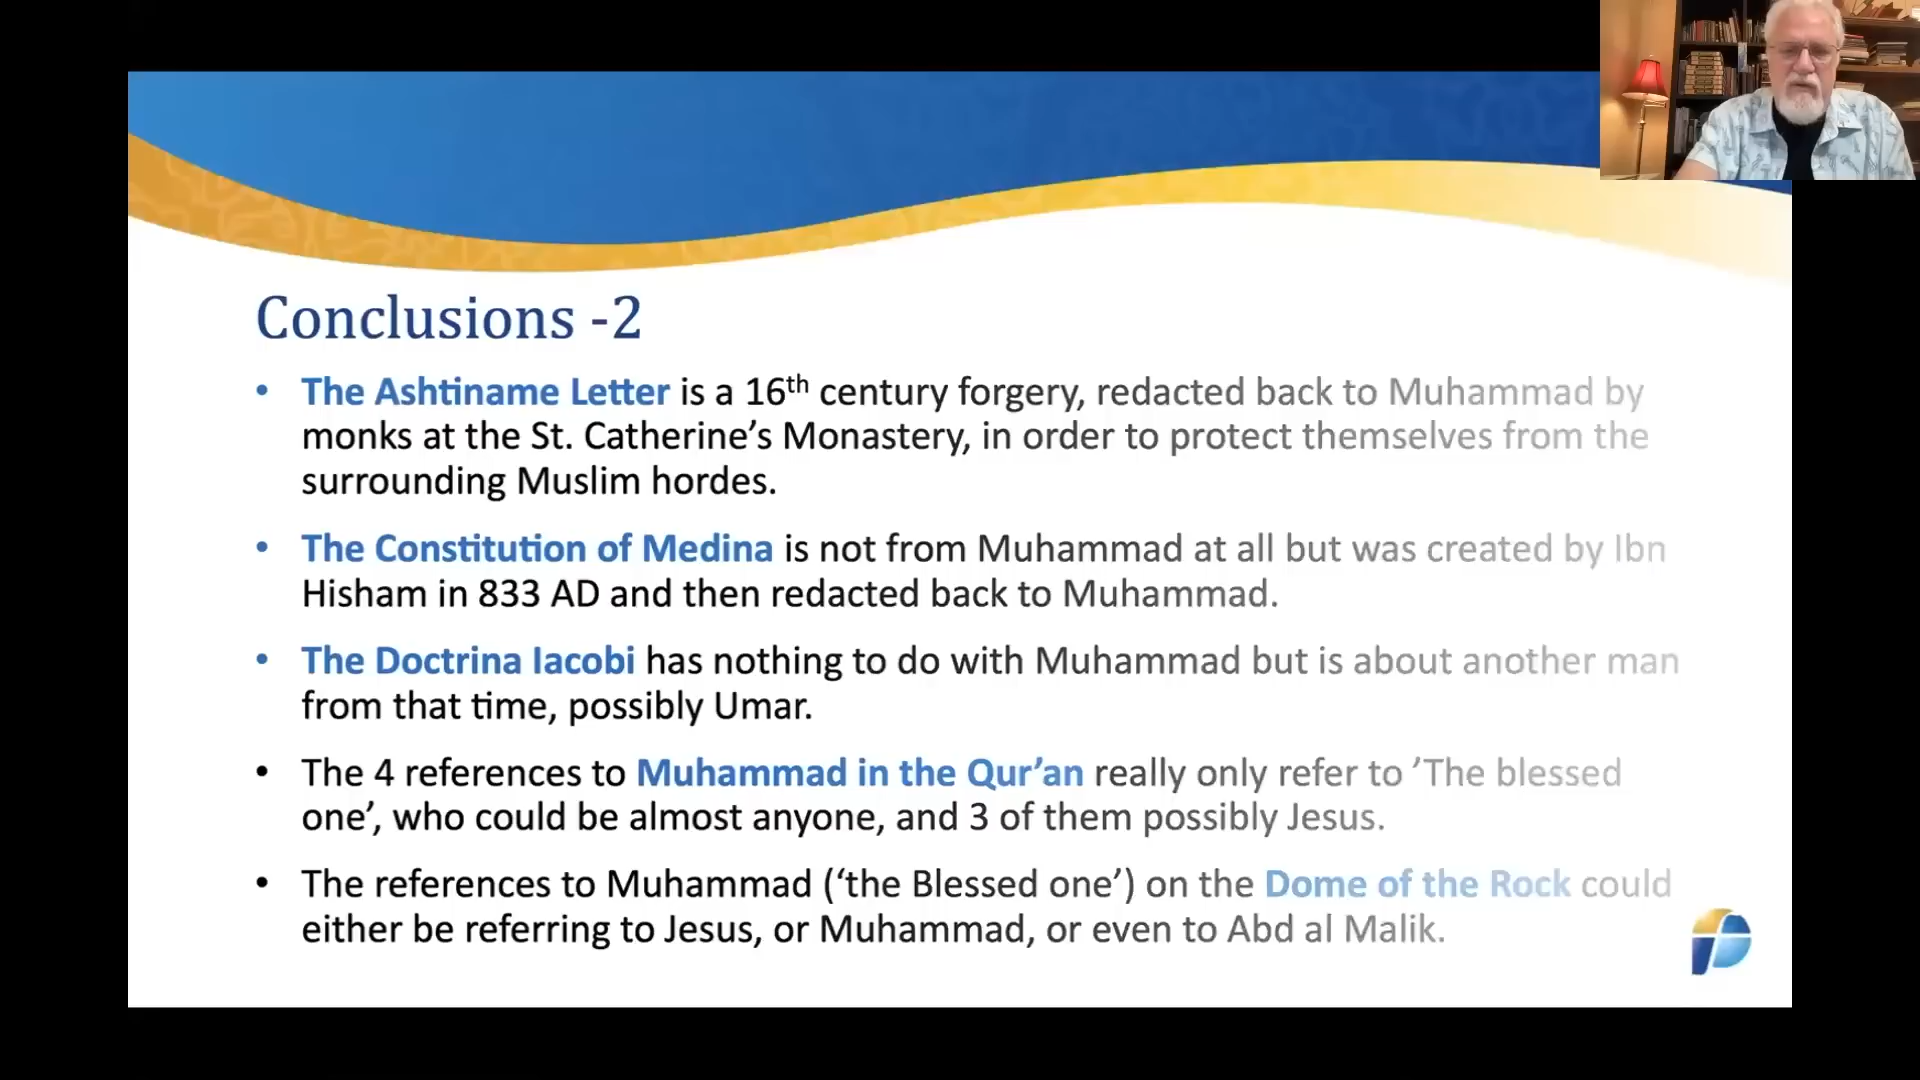 Conclusions -2
• The Ashtiname Letter is a 16th century forgery, redacted back to Muhammad by
monks at the St. Catherine’s Monastery, in order to protect themselves from the
surrounding Muslim hordes.
• The Constitution of Medina is not from Muhammad at all but was created by Ibn
Hisham in 833 AD and then redacted back to Muhammad.
• The Doctrina Iacobi has nothing to do with Muhammad but is about another man
from that time, possibly Umar.
• The 4 references to Muhammad in the Qur’an really only refer to ’The blessed
one’, who could be almost anyone, and 3 of them possibly Jesus.
• The references to Muhammad (‘the Blessed one’) on the Dome of the Rock could
either be referring to Jesus, or Muhammad, or even to Abd al Malik.